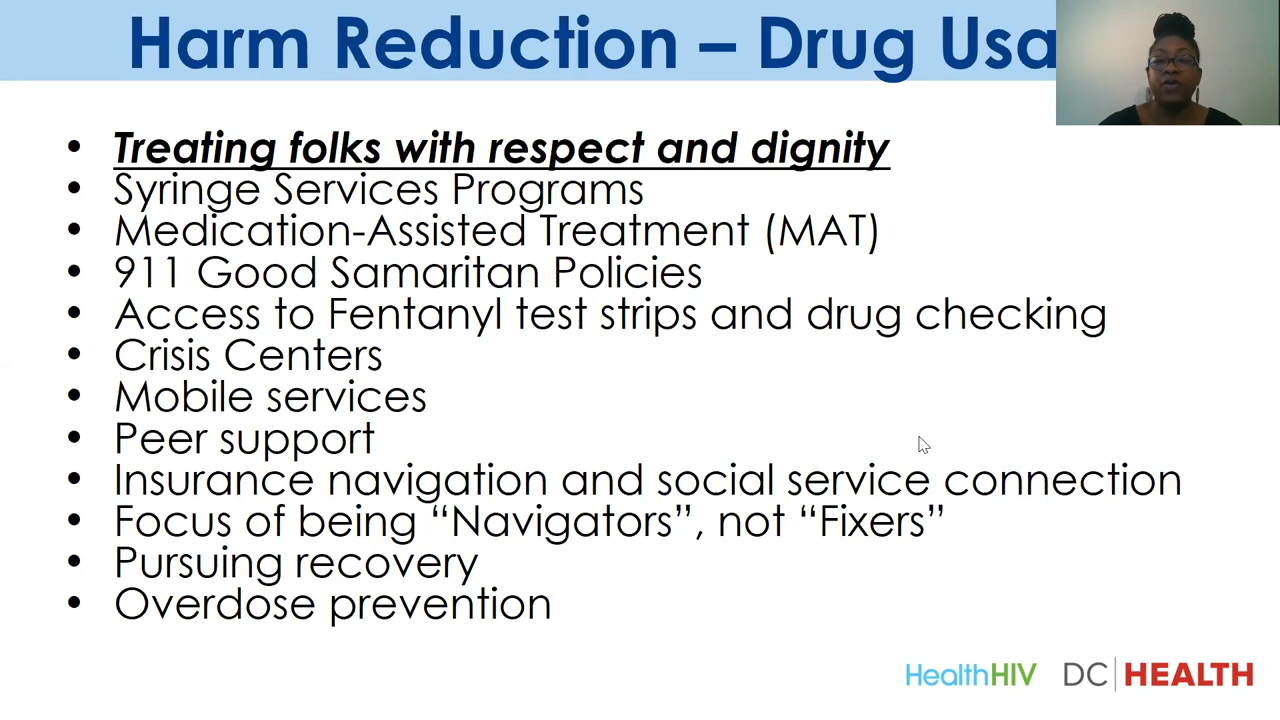 Harm Reduction – Drug Usa
• Treating folks with respect and dignity
• Syringe Services Programs
• Medication-Assisted Treatment (MAT)
• 911 Good Samaritan Policies
• Access to Fentanyl test strips and drug checking
• Crisis Centers
• Mobile services
• Peer support
• Insurance navigation and social service connection
• Focus of being “Navigators”, not “Fixers”
• Pursuing recovery
• Overdose prevention
HealthHIV DC HEALTH